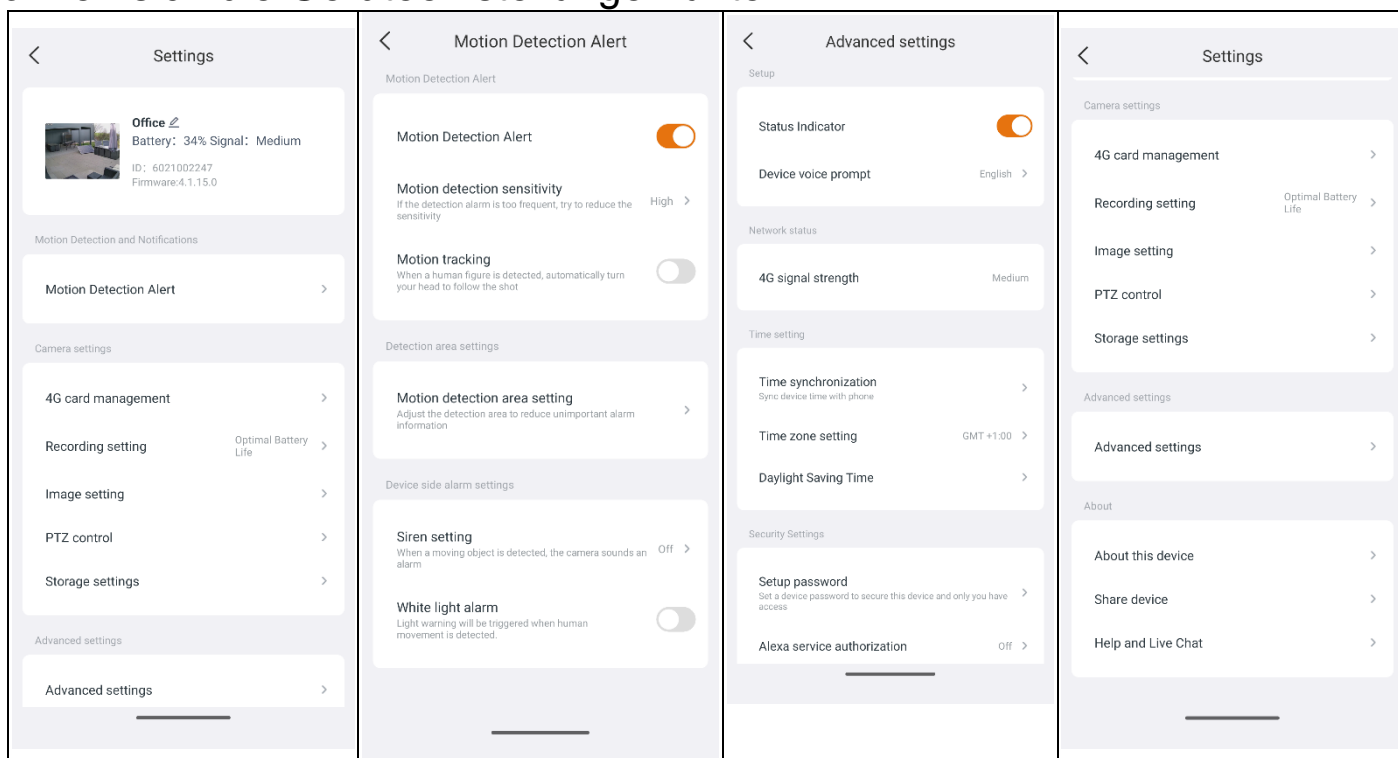 Settings
Office
Battery: 34% Signal: Medium
ID: 6021002247
Firmware:4.1.15.0
Motion Detection and Notifications
Motion Detection Alert
Camera settings
4G card management
Recording setting
Optimal Battery
Life
Image setting
PTZ control
Storage settings
Advanced settings
Advanced settings
Motion Detection Alert
Motion Detection Alert
Motion Detection Alert
Motion detection sensitivity
If the detection alarm is too frequent, try to reduce the
sensitivity
High
Motion tracking
When a human figure is detected, automatically turn
your head to follow the shot
Detection area settings
Motion detection area setting
Adjust the detection area to reduce unimportant alarm
information
Device side alarm settings
Siren setting
When a moving object is detected, the camera sounds an
alarm
Off
White light alarm
Light warning will be triggered when human
movement is detected.
Advanced settings
Setup
Status Indicator
Device voice prompt
English
Network status
4G signal strength
Medium
Time setting
Time synchronization
Sync device time with phone
Time zone setting
GMT +1:00
Daylight Saving Time
Security Settings
Setup password
Set a device password to secure this device and only you have
access
Alexa service authorization
Off
Settings
Camera settings
4G card management
Recording setting
Optimal Battery
Life
Image setting
PTZ control
Storage settings
Advanced settings
Advanced settings
About
About this device
Share device
Help and Live Chat